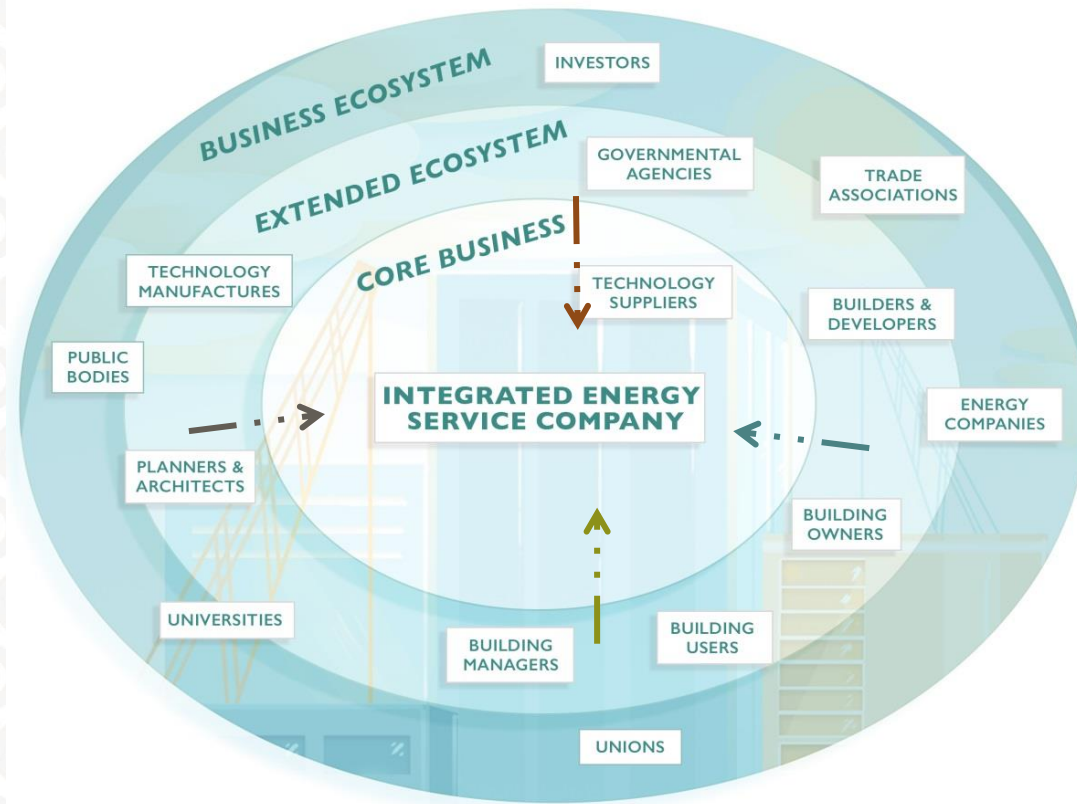 BUSINESS ECOSYSTEM
INVESTORS
EXTENDED ECOSYSTEM
GOVERNMENTAL
AGENCIES
TRADE
ASSOCIATIONS
CORE BUSINESS
TECHNOLOGY
MANUFACTURES
TECHNOLOGY
SUPPLIERS
BUILDERS &
DEVELOPERS
PUBLIC
BODIES
INTEGRATED ENERGY
SERVICE COMPANY
ENERGY
COMPANIES
PLANNERS &
ARCHITECTS
BUILDING
OWNERS
UNIVERSITIES
BUILDING
MANAGERS
BUILDING
USERS
UNIONS